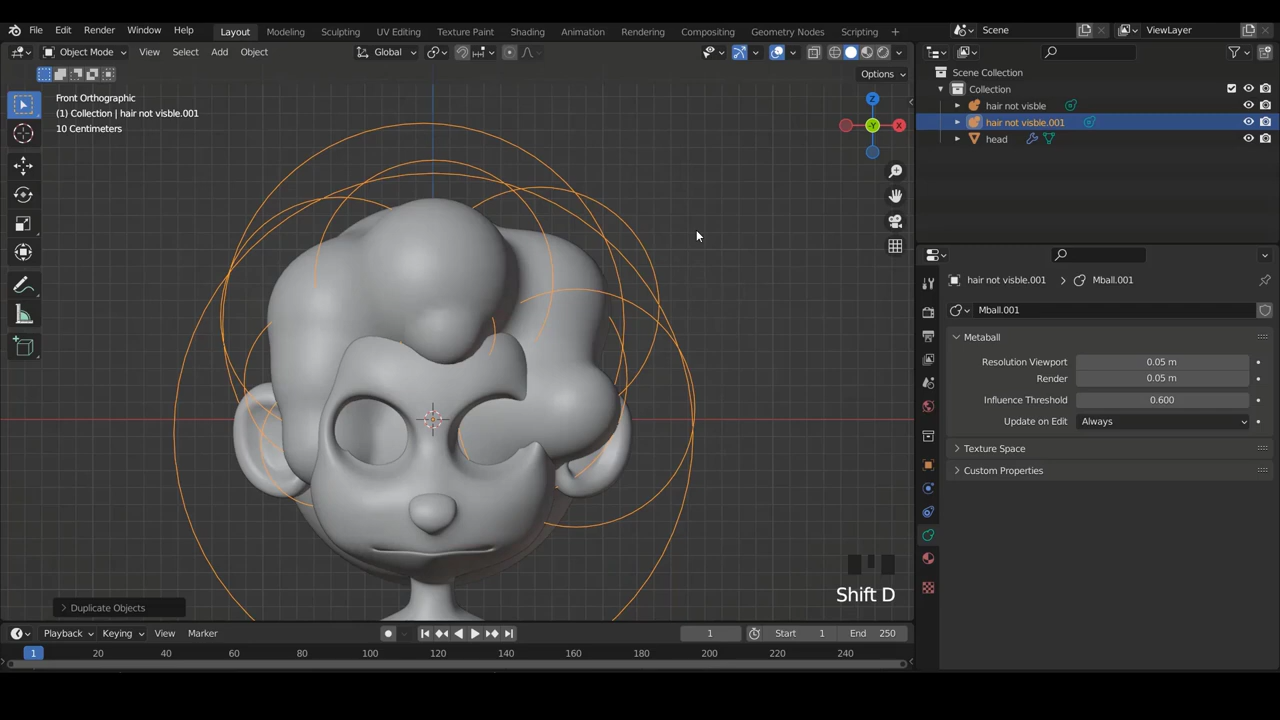 File Edit Render Window Help Layout Modeling Sculpting UV Editing Texture Paint Shading Animation Rendering Compositing Geometry Nodes Scripting + Scene ViewLayer
Object Mode View Select Add Object Global
Options
Front Orthographic
(1) Collection | hair not visble.001
10 Centimeters
Z
X
-Y
Scene Collection
Collection
hair not visble
hair not visble.001
head
hair not visble.001 > Mball.001
Mball.001
Metaball
Resolution Viewport 0.05 m
Render 0.05 m
Influence Threshold 0.600
Update on Edit Always
Texture Space
Custom Properties
Shift D
Duplicate Objects
Playback Keying View Marker 1 Start 1 End 250
1 20 40 60 80 100 120 140 160 180 200 220 240